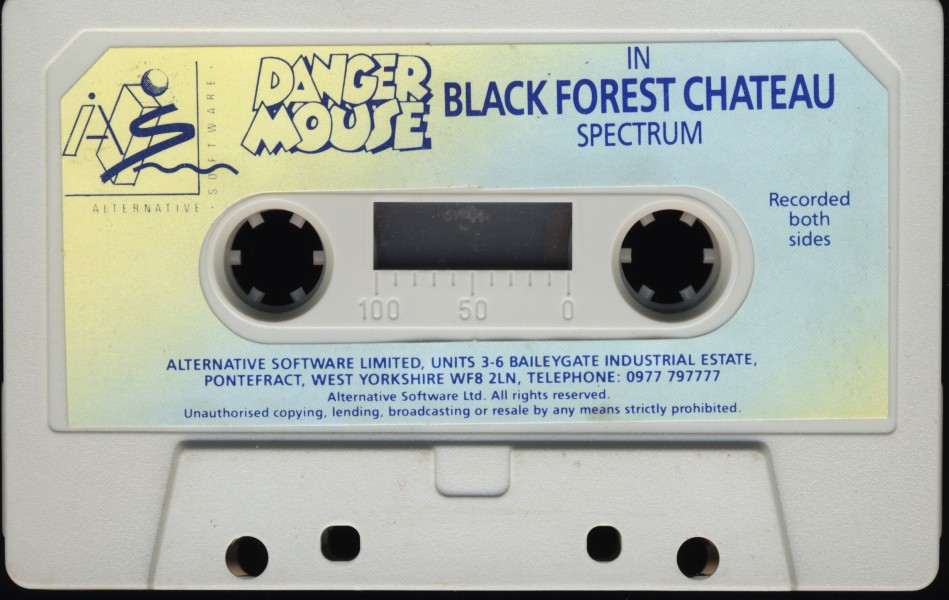 DANGER
MOUSE
IN
BLACK FOREST CHATEAU
SPECTRUM
SOFTWARE
ALTERNATIVE
Recorded
both
sides
100 50 0
ALTERNATIVE SOFTWARE LIMITED, UNITS 3-6 BAILEYGATE INDUSTRIAL ESTATE,
PONTEFRACT, WEST YORKSHIRE WF8 2LN, TELEPHONE: 0977 797777
Alternative Software Ltd. All rights reserved.
Unauthorised copying, lending, broadcasting or resale by any means strictly prohibited.